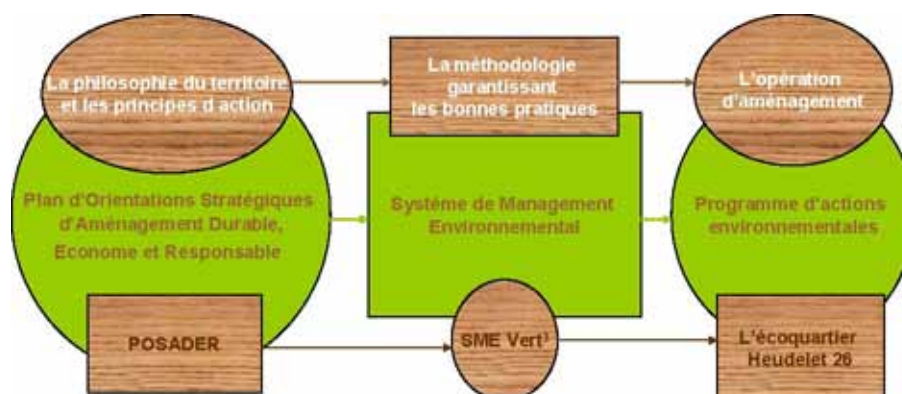 La philosophie du territoire
et les principes d action
La méthodologie
garantissant
les bonnes pratiques
L'opération
d'aménagement
Plan d'Orientations Stratégiques
d'Aménagement Durable,
Econome et Responsable
Système de Management
Environnemental
Programme d'actions
environnementales
POSADER
SME Vert¹
L'écoquartier
Heudelet 26